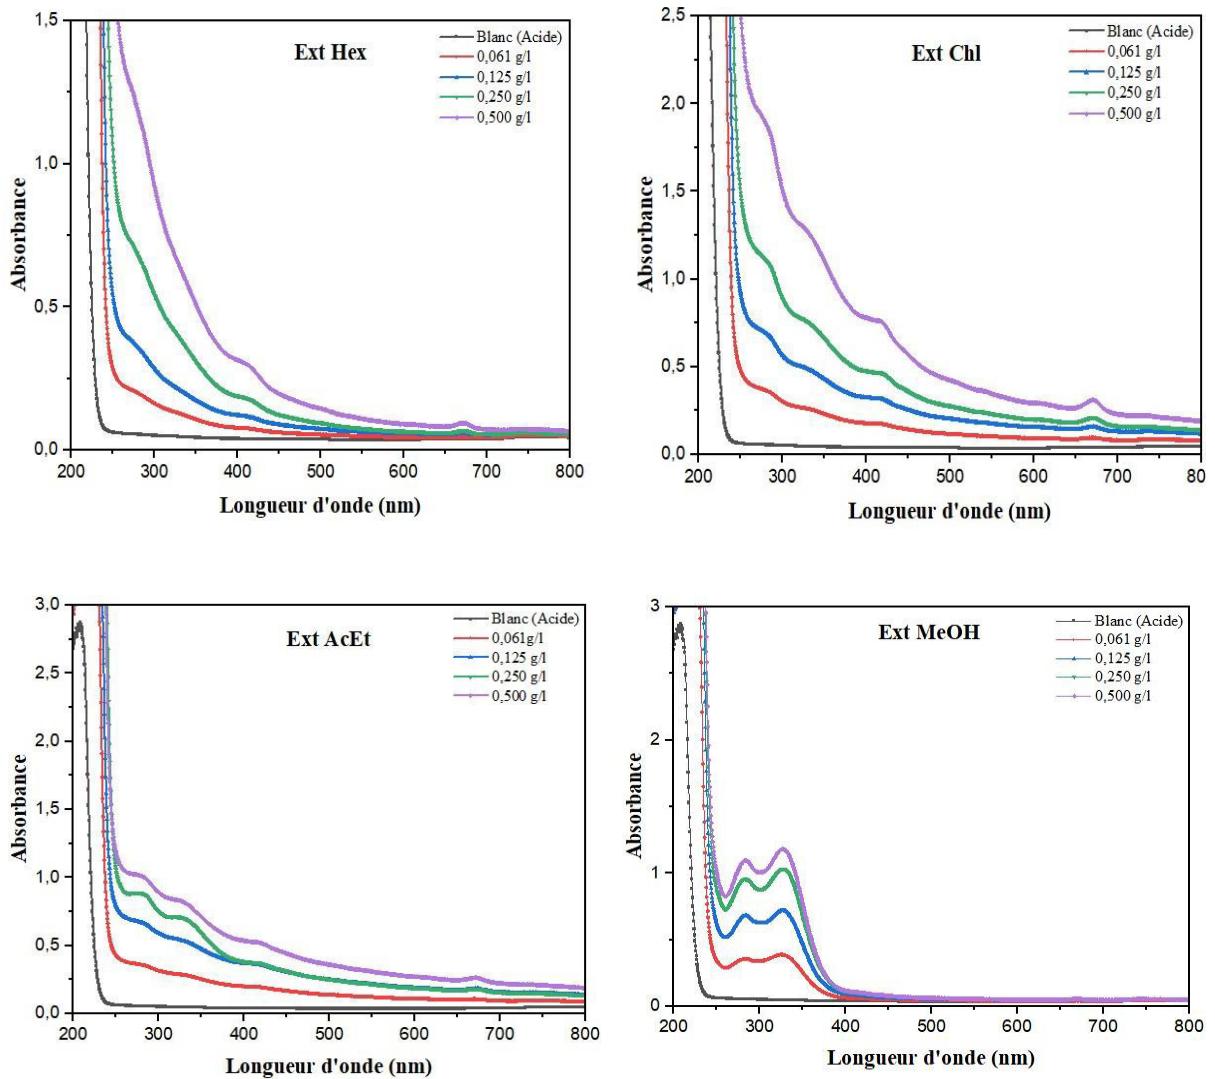 Ext Hex
Blanc (Acide)
0,061 g/l
0,125 g/l
0,250 g/l
0,500 g/l
1,5
1,0
0,5
0,0
Absorbance
200 300 400 500 600 700 800
Longueur d'onde (nm)
Ext Chl
Blanc (Acide)
0,061 g/l
0,125 g/l
0,250 g/l
0,500 g/l
2,5
2,0
1,5
1,0
0,5
0,0
Absorbance
200 300 400 500 600 700 80
Longueur d'onde (nm)
Ext AcEt
Blanc (Acide)
0,061g/l
0,125 g/l
0,250 g/l
0,500 g/l
3,0
2,5
2,0
1,5
1,0
0,5
0,0
Absorbance
200 300 400 500 600 700 800
Longueur d'onde (nm)
Ext MeOH
Blanc (Acide)
0,061 g/l
0,125 g/l
0,250 g/l
0,500 g/l
3
2
1
0
Absorbance
200 300 400 500 600 700 800
Longueur d'onde (nm)